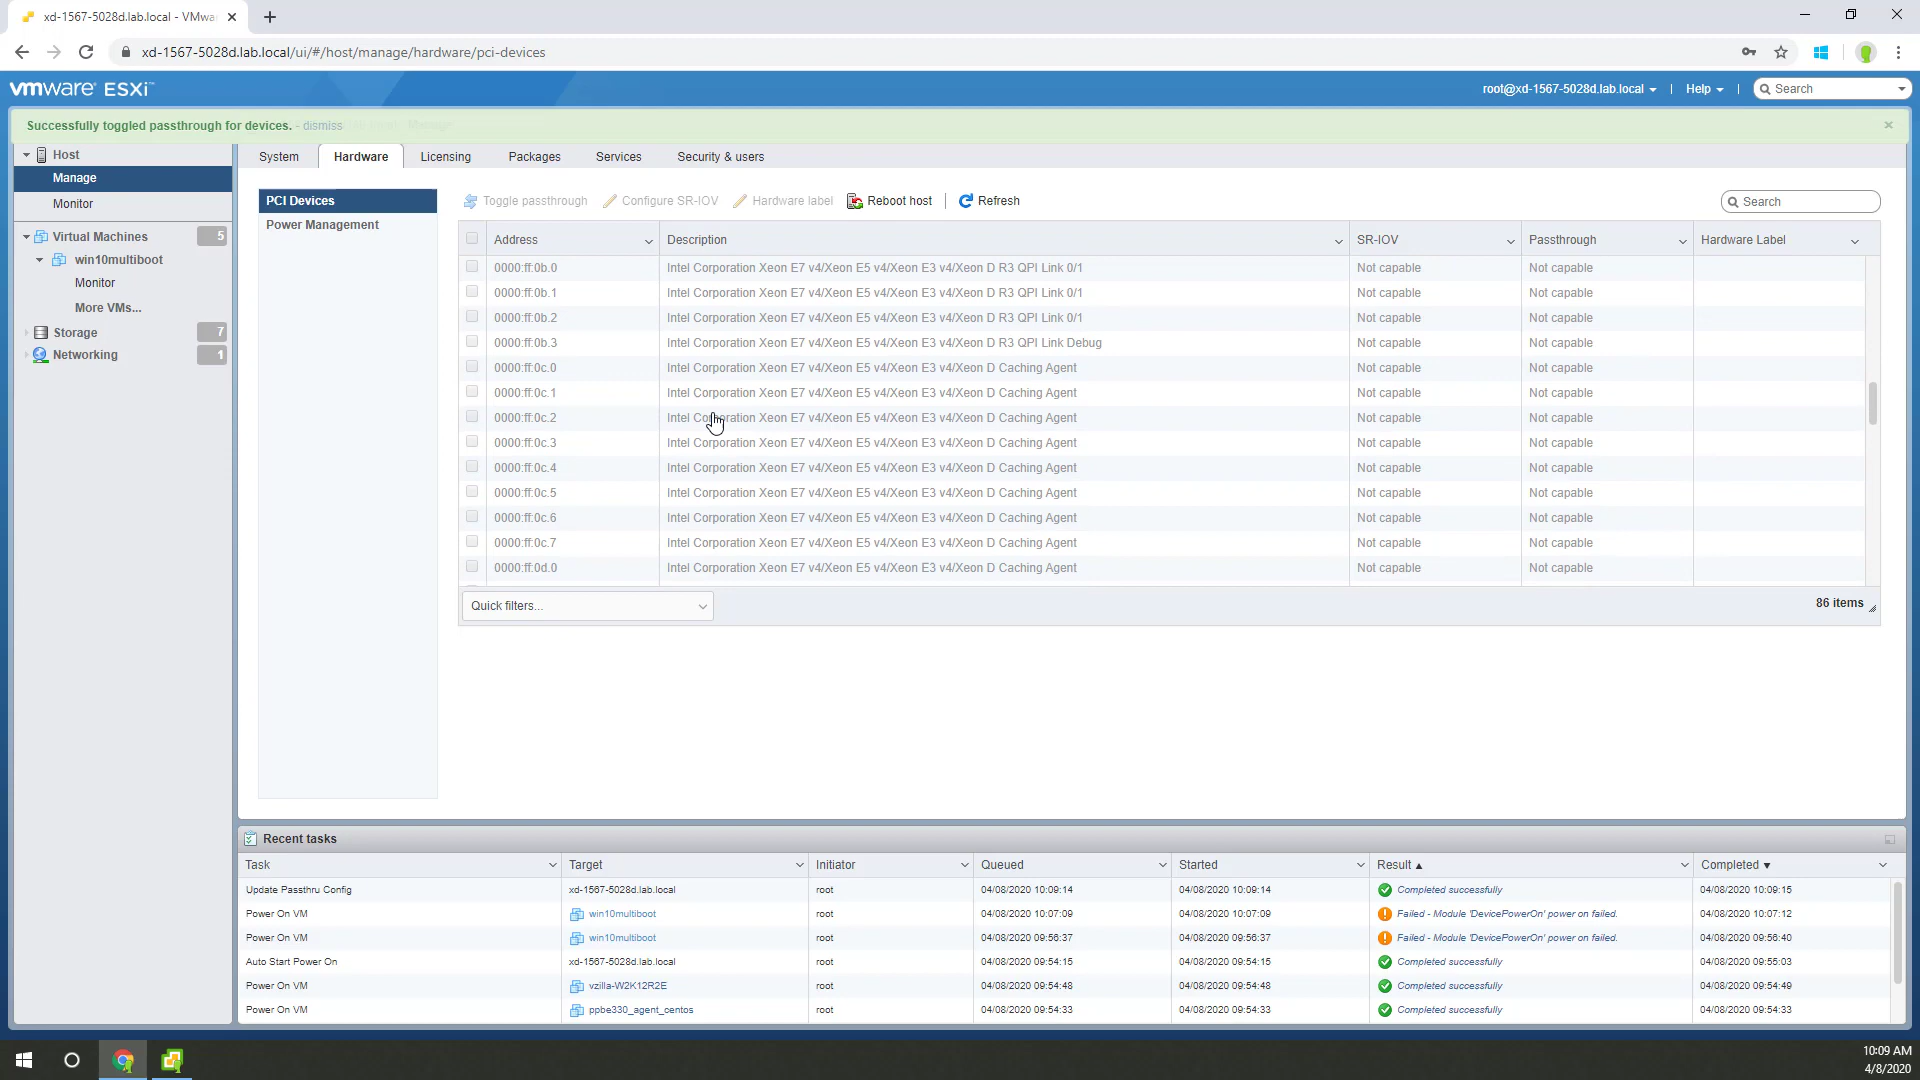 xd-1567-5028d.lab.local - VMwa
xd-1567-5028d.lab.local/ui/#/host/manage/hardware/pci-devices
vmware ESXi™
root@xd-1567-5028d.lab.local
Help
Search
Successfully toggled passthrough for devices. - dismiss
Host
Manage
Monitor
Virtual Machines 5
win10multiboot
Monitor
More VMs...
Storage 7
Networking 1
System Hardware Licensing Packages Services Security & users
PCI Devices
Power Management
Toggle passthrough Configure SR-IOV Hardware label Reboot host Refresh Search
Address Description SR-IOV Passthrough Hardware Label
0000:ff:0b.0 Intel Corporation Xeon E7 v4/Xeon E5 v4/Xeon E3 v4/Xeon D R3 QPI Link 0/1 Not capable Not capable
0000:ff:0b.1 Intel Corporation Xeon E7 v4/Xeon E5 v4/Xeon E3 v4/Xeon D R3 QPI Link 0/1 Not capable Not capable
0000:ff:0b.2 Intel Corporation Xeon E7 v4/Xeon E5 v4/Xeon E3 v4/Xeon D R3 QPI Link 0/1 Not capable Not capable
0000:ff:0b.3 Intel Corporation Xeon E7 v4/Xeon E5 v4/Xeon E3 v4/Xeon D R3 QPI Link Debug Not capable Not capable
0000:ff:0c.0 Intel Corporation Xeon E7 v4/Xeon E5 v4/Xeon E3 v4/Xeon D Caching Agent Not capable Not capable
0000:ff:0c.1 Intel Corporation Xeon E7 v4/Xeon E5 v4/Xeon E3 v4/Xeon D Caching Agent Not capable Not capable
0000:ff:0c.2 Intel Corporation Xeon E7 v4/Xeon E5 v4/Xeon E3 v4/Xeon D Caching Agent Not capable Not capable
0000:ff:0c.3 Intel Corporation Xeon E7 v4/Xeon E5 v4/Xeon E3 v4/Xeon D Caching Agent Not capable Not capable
0000:ff:0c.4 Intel Corporation Xeon E7 v4/Xeon E5 v4/Xeon E3 v4/Xeon D Caching Agent Not capable Not capable
0000:ff:0c.5 Intel Corporation Xeon E7 v4/Xeon E5 v4/Xeon E3 v4/Xeon D Caching Agent Not capable Not capable
0000:ff:0c.6 Intel Corporation Xeon E7 v4/Xeon E5 v4/Xeon E3 v4/Xeon D Caching Agent Not capable Not capable
0000:ff:0c.7 Intel Corporation Xeon E7 v4/Xeon E5 v4/Xeon E3 v4/Xeon D Caching Agent Not capable Not capable
0000:ff:0d.0 Intel Corporation Xeon E7 v4/Xeon E5 v4/Xeon E3 v4/Xeon D Caching Agent Not capable Not capable
Quick filters... 86 items
Recent tasks
Task Target Initiator Queued Started Result Completed
Update Passthru Config xd-1567-5028d.lab.local root 04/08/2020 10:09:14 04/08/2020 10:09:14 Completed successfully 04/08/2020 10:09:15
Power On VM win10multiboot root 04/08/2020 10:07:09 04/08/2020 10:07:09 Failed - Module 'DevicePowerOn' power on failed. 04/08/2020 10:07:12
Power On VM win10multiboot root 04/08/2020 09:56:37 04/08/2020 09:56:37 Failed - Module 'DevicePowerOn' power on failed. 04/08/2020 09:56:40
Auto Start Power On xd-1567-5028d.lab.local root 04/08/2020 09:54:15 04/08/2020 09:54:15 Completed successfully 04/08/2020 09:55:03
Power On VM vzilla-W2K12R2E root 04/08/2020 09:54:48 04/08/2020 09:54:48 Completed successfully 04/08/2020 09:54:49
Power On VM ppbe330_agent_centos root 04/08/2020 09:54:33 04/08/2020 09:54:33 Completed successfully 04/08/2020 09:54:33
10:09 AM
4/8/2020